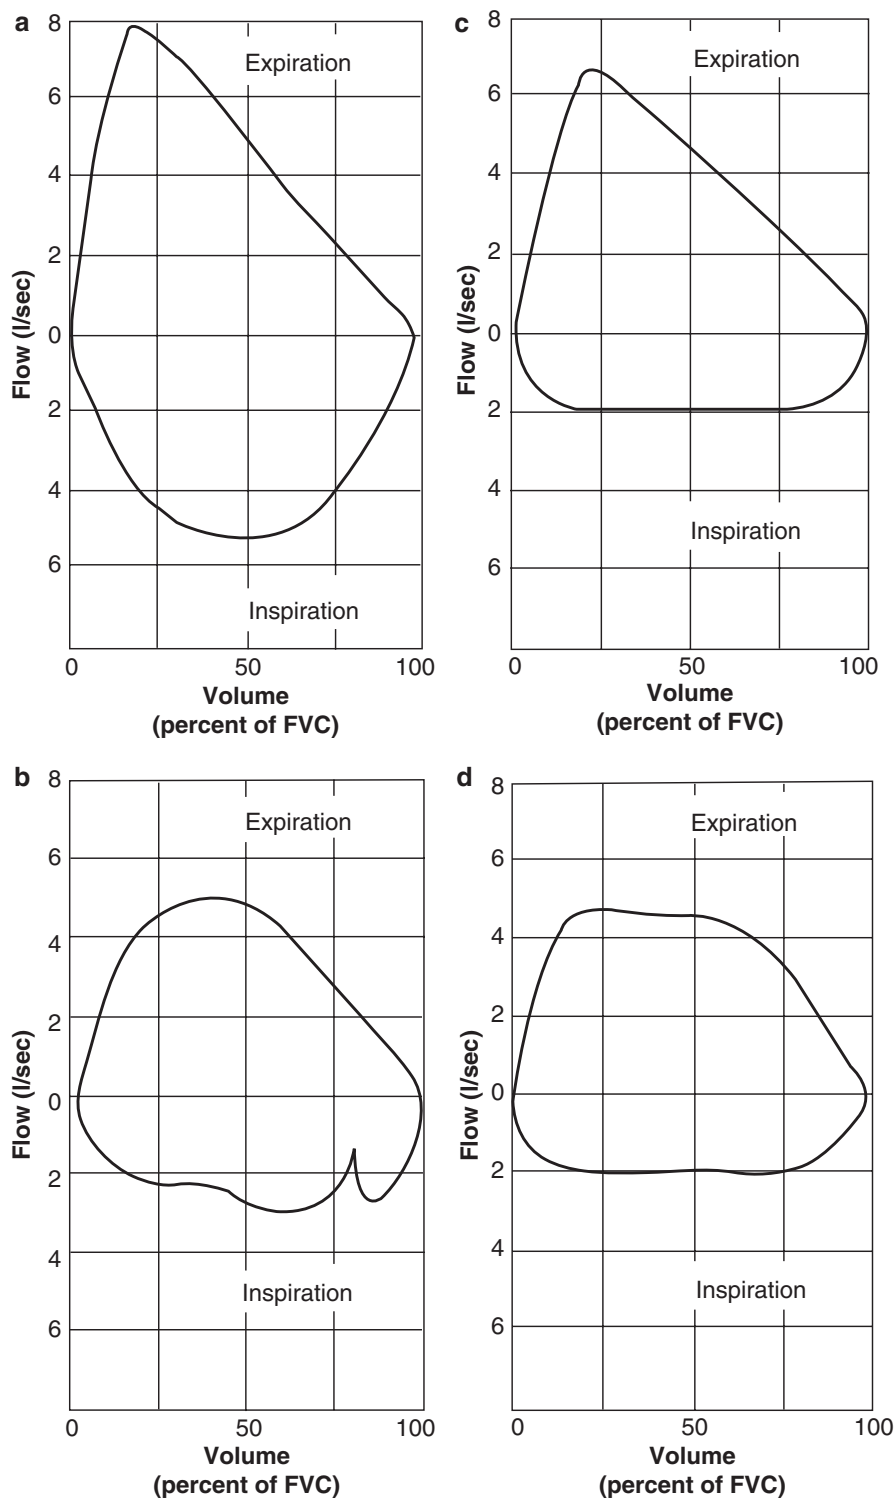 a
8
6
4
2
0
2
4
6
Flow (l/sec)
Expiration
Inspiration
0 50 100
Volume
(percent of FVC)
c
8
6
4
2
0
2
4
6
Flow (l/sec)
Expiration
Inspiration
0 50 100
Volume
(percent of FVC)
b
8
6
4
2
0
2
4
6
Flow (l/sec)
Expiration
Inspiration
0 50 100
Volume
(percent of FVC)
d
8
6
4
2
0
2
4
6
Flow (l/sec)
Expiration
Inspiration
0 50 100
Volume
(percent of FVC)